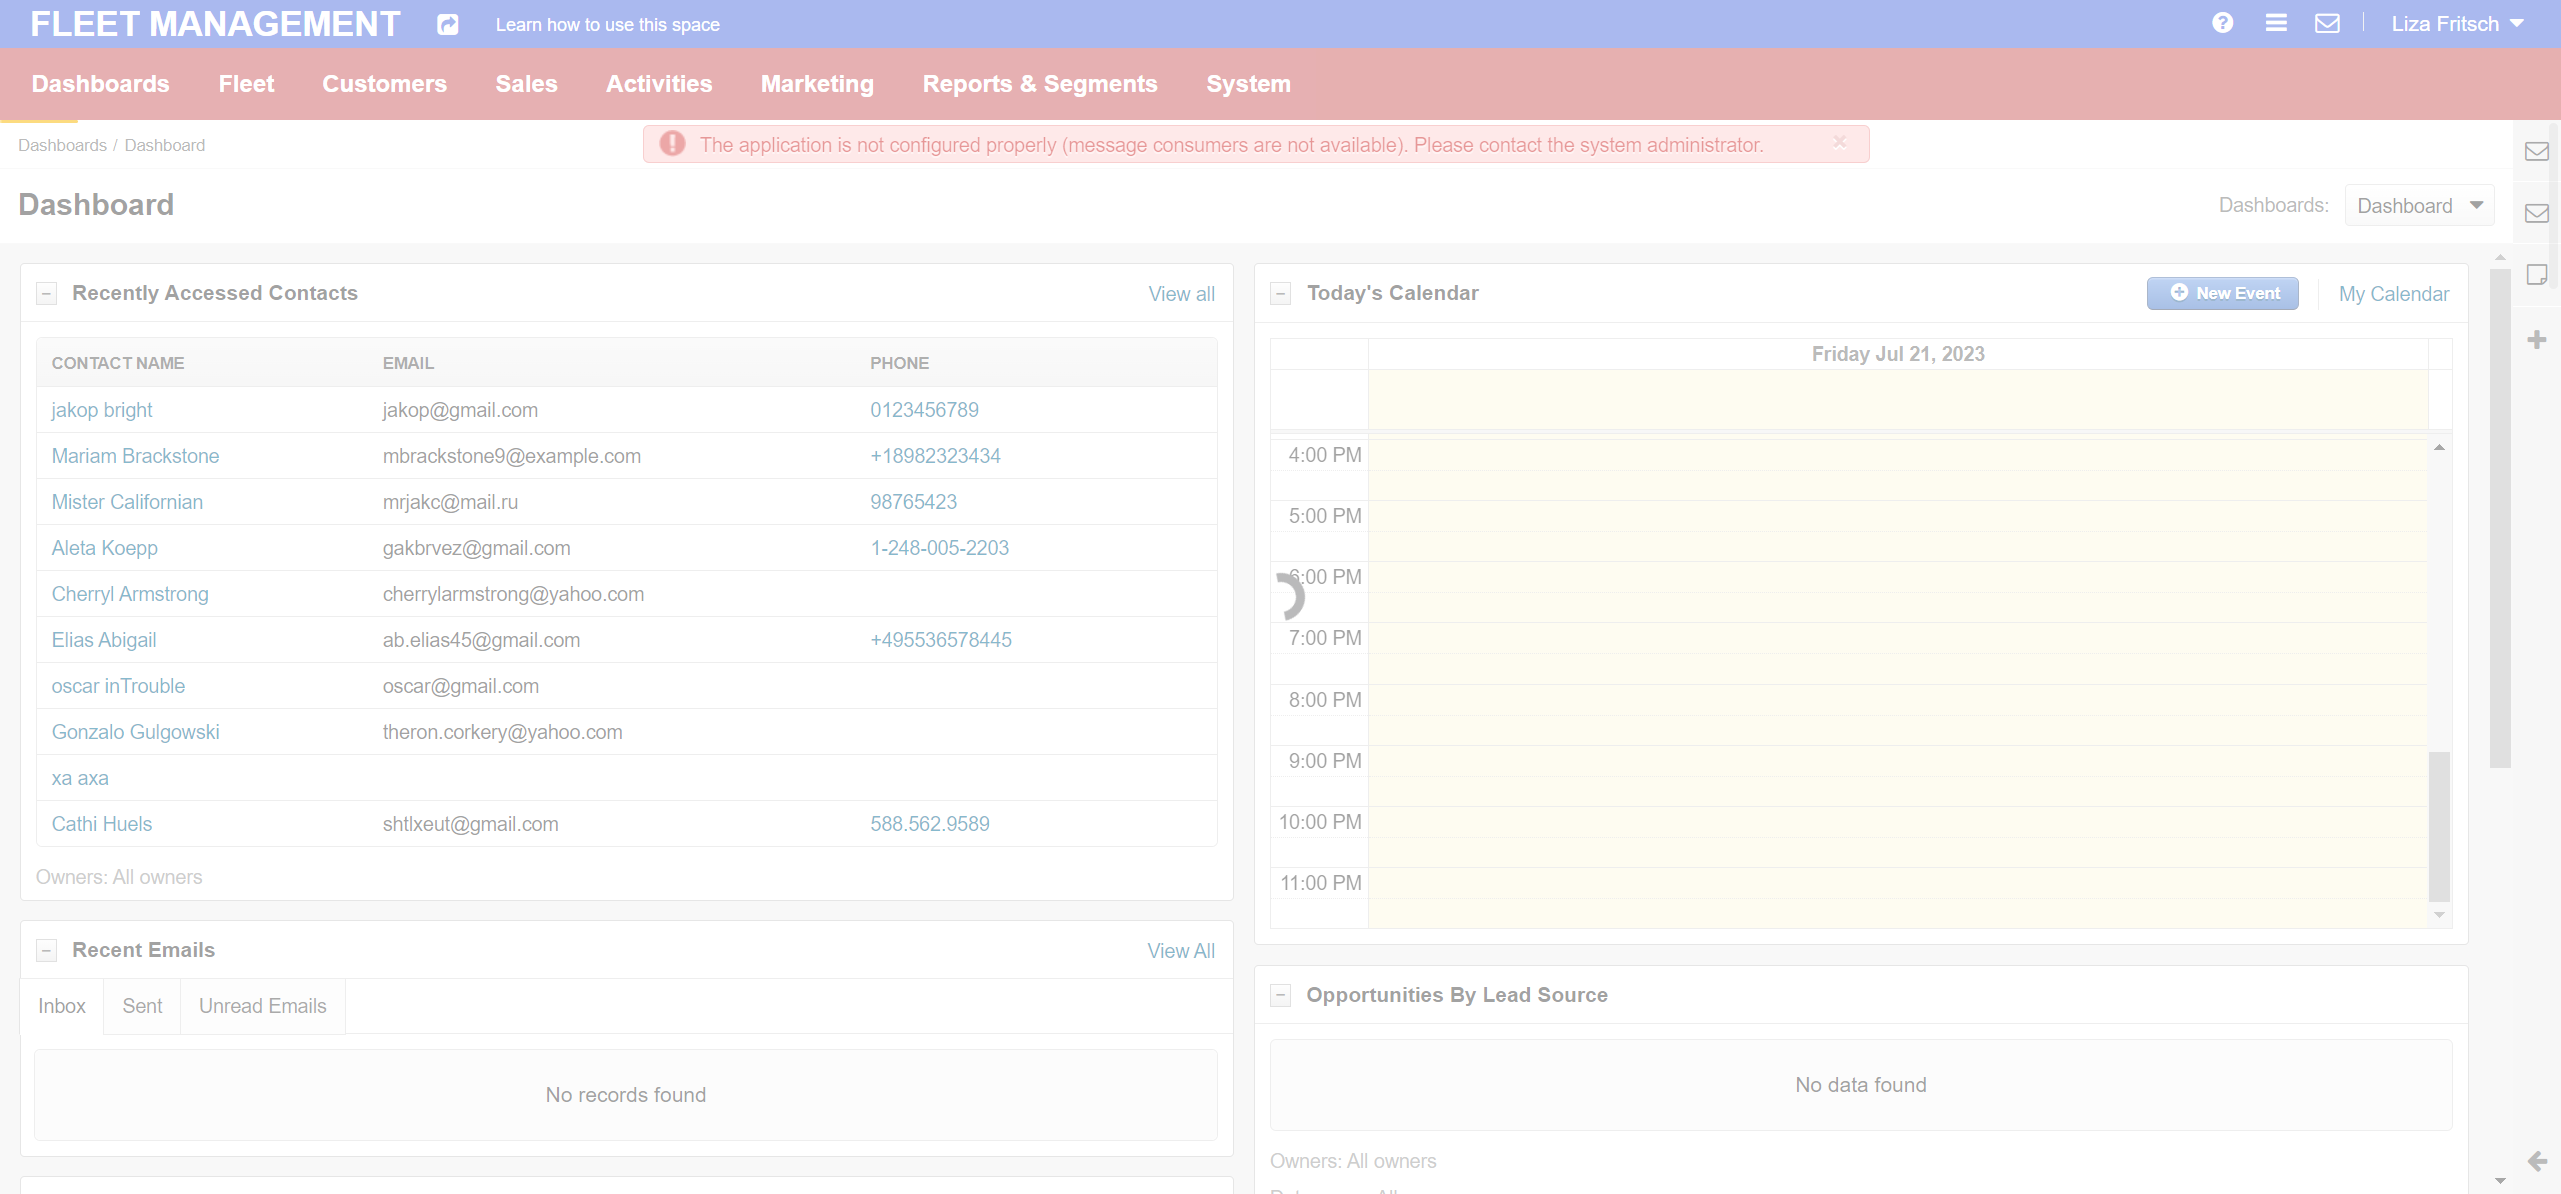 FLEET MANAGEMENT Learn how to use this space Liza Fritsch
Dashboards Fleet Customers Sales Activities Marketing Reports & Segments System
Dashboards / Dashboard
The application is not configured properly (message consumers are not available). Please contact the system administrator.
Dashboard
Dashboards: Dashboard
Recently Accessed Contacts View all
CONTACT NAME EMAIL PHONE
jakop bright jakop@gmail.com 0123456789
Mariam Brackstone mbrackstone9@example.com +18982323434
Mister Californian mrjakc@mail.ru 98765423
Aleta Koepp gakbrvez@gmail.com 1-248-005-2203
Cherryl Armstrong cherrylarmstrong@yahoo.com
Elias Abigail ab.elias45@gmail.com +495536578445
oscar inTrouble oscar@gmail.com
Gonzalo Gulgowski theron.corkery@yahoo.com
xa axa
Cathi Huels shtlxeut@gmail.com 588.562.9589
Owners: All owners
Recent Emails View All
Inbox Sent Unread Emails
No records found
Today's Calendar New Event My Calendar
Friday Jul 21, 2023
4:00 PM
5:00 PM
6:00 PM
7:00 PM
8:00 PM
9:00 PM
10:00 PM
11:00 PM
Opportunities By Lead Source
No data found
Owners: All owners